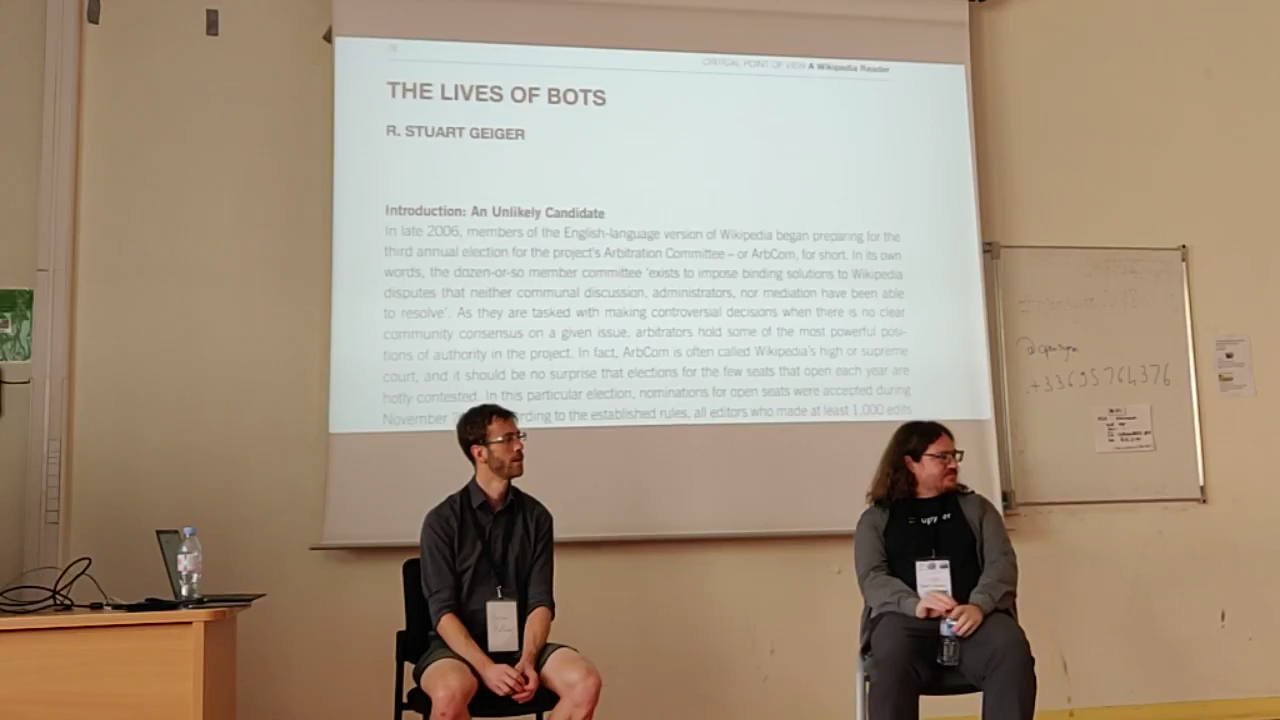 CRITICAL POINT OF VIEW A Wikipedia Reader
THE LIVES OF BOTS
R. STUART GEIGER
Introduction: An Unlikely Candidate
In late 2006, members of the English-language version of Wikipedia began preparing for the
third annual election for the project's Arbitration Committee – or ArbCom, for short. In its own
words, the dozen-or-so member committee 'exists to impose binding solutions to Wikipedia
disputes that neither communal discussion, administrators, nor mediation have been able
to resolve'. As they are tasked with making controversial decisions when there is no clear
community consensus on a given issue, arbitrators hold some of the most powerful posi-
tions of authority in the project. In fact, ArbCom is often called Wikipedia's high or supreme
court, and it should be no surprise that elections for the few seats that open each year are
hotly contested. In this particular election, nominations for open seats were accepted during
November to the established rules, all editors who made at least 1,000 edits
+33695764376